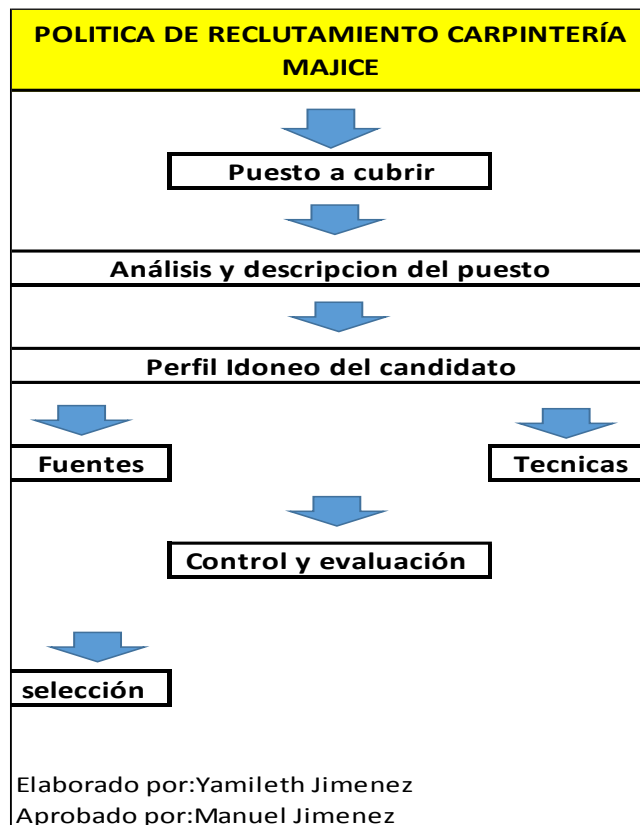 POLITICA DE RECLUTAMIENTO CARPINTERÍA
MAJICE
Puesto a cubrir
Análisis y descripcion del puesto
Perfil Idoneo del candidato
Fuentes
Tecnicas
Control y evaluación
selección
Elaborado por:Yamileth Jimenez
Aprobado por:Manuel Jimenez